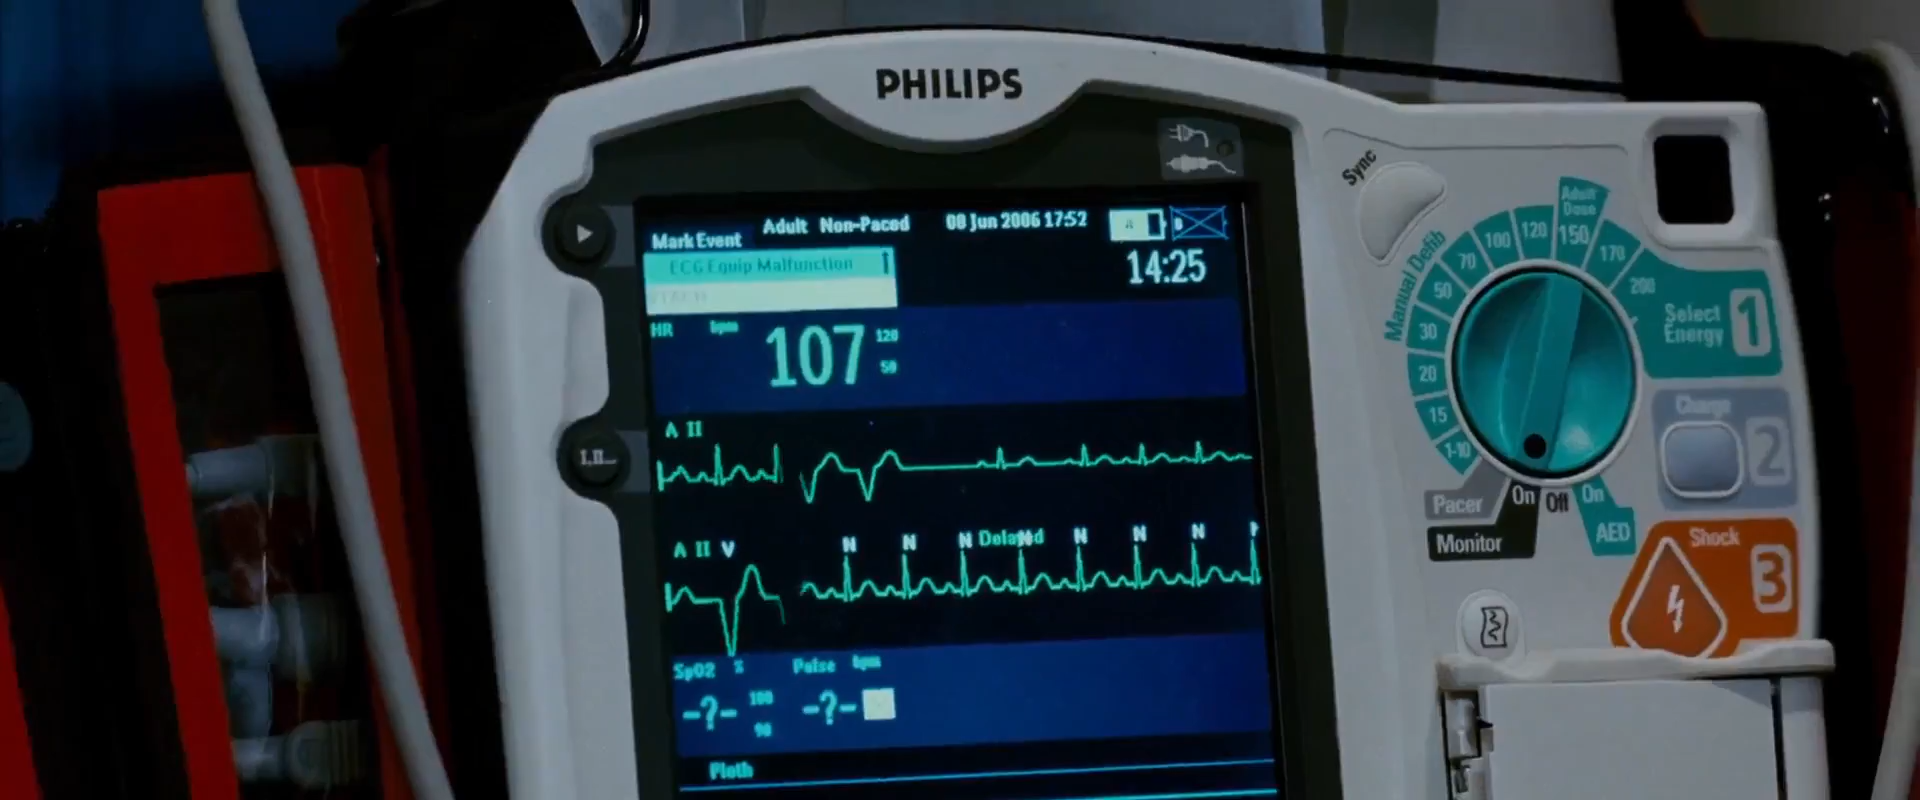 PHILIPS
Mark Event Adult Non-Paced 08 Jun 2006 17:52
ECG Equip Malfunction
14:25
HR bpm 107 120
50
A II
A II V N N N Delayed N N N N
SpO2 % Pulse bpm
-?- 100 -?-
90
Pleth
I,II...
Sync
Manual Defib
1-10 15 20 30 50 70 100 120 150 170 200
Adult Dose
Select Energy 1
Charge 2
Shock 3
Pacer
Monitor
On Off On
AED